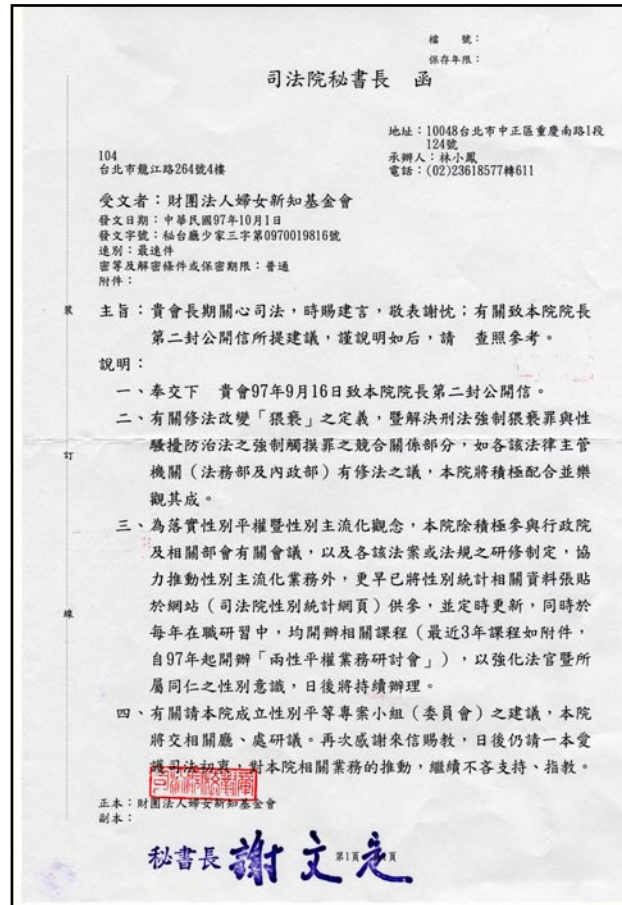 檔　號：
保存年限：
司法院秘書長　函
地址：10048台北市中正區重慶南路1段
124號
承辦人：林小鳳
電話：(02)23618577轉611
104
台北市龍江路264號4樓
受文者：財團法人婦女新知基金會
發文日期：中華民國97年10月1日
發文字號：秘台廳少家三字第0970019816號
速別：最速件
密等及解密條件或保密期限：普通
附件：
主旨：貴會長期關心司法，時賜建言，敬表謝忱；有關致本院院長
第二封公開信所提建議，謹說明如后，請　查照參考。
說明：
一、奉交下　貴會97年9月16日致本院院長第二封公開信。
二、有關修法改變「猥褻」之定義，暨解決刑法強制猥褻罪與性
騷擾防治法之強制觸摸罪之競合關係部分，如各該法律主管
機關（法務部及內政部）有修法之議，本院將積極配合並樂
觀其成。
三、為落實性別平權暨性別主流化觀念，本院除積極參與行政院
及相關部會有關會議，以及各該法案或法規之研修制定，協
力推動性別主流化業務外，更早已將性別統計相關資料張貼
於網站（司法院性別統計網頁）供參，並定時更新，同時於
每年在職研習中，均開辦相關課程（最近3年課程如附件，
自97年起開辦「兩性平權業務研討會」），以強化法官暨所
屬同仁之性別意識，日後將持續辦理。
四、有關請本院成立性別平等專案小組（委員會）之建議，本院
將交相關廳、處研議。再次感謝來信賜教，日後仍請一本愛
護司法初衷，對本院相關業務的推動，繼續不吝支持、指教。
正本：財團法人婦女新知基金會
副本：
秘書長 謝文定
第1頁 頁
裝
訂
線